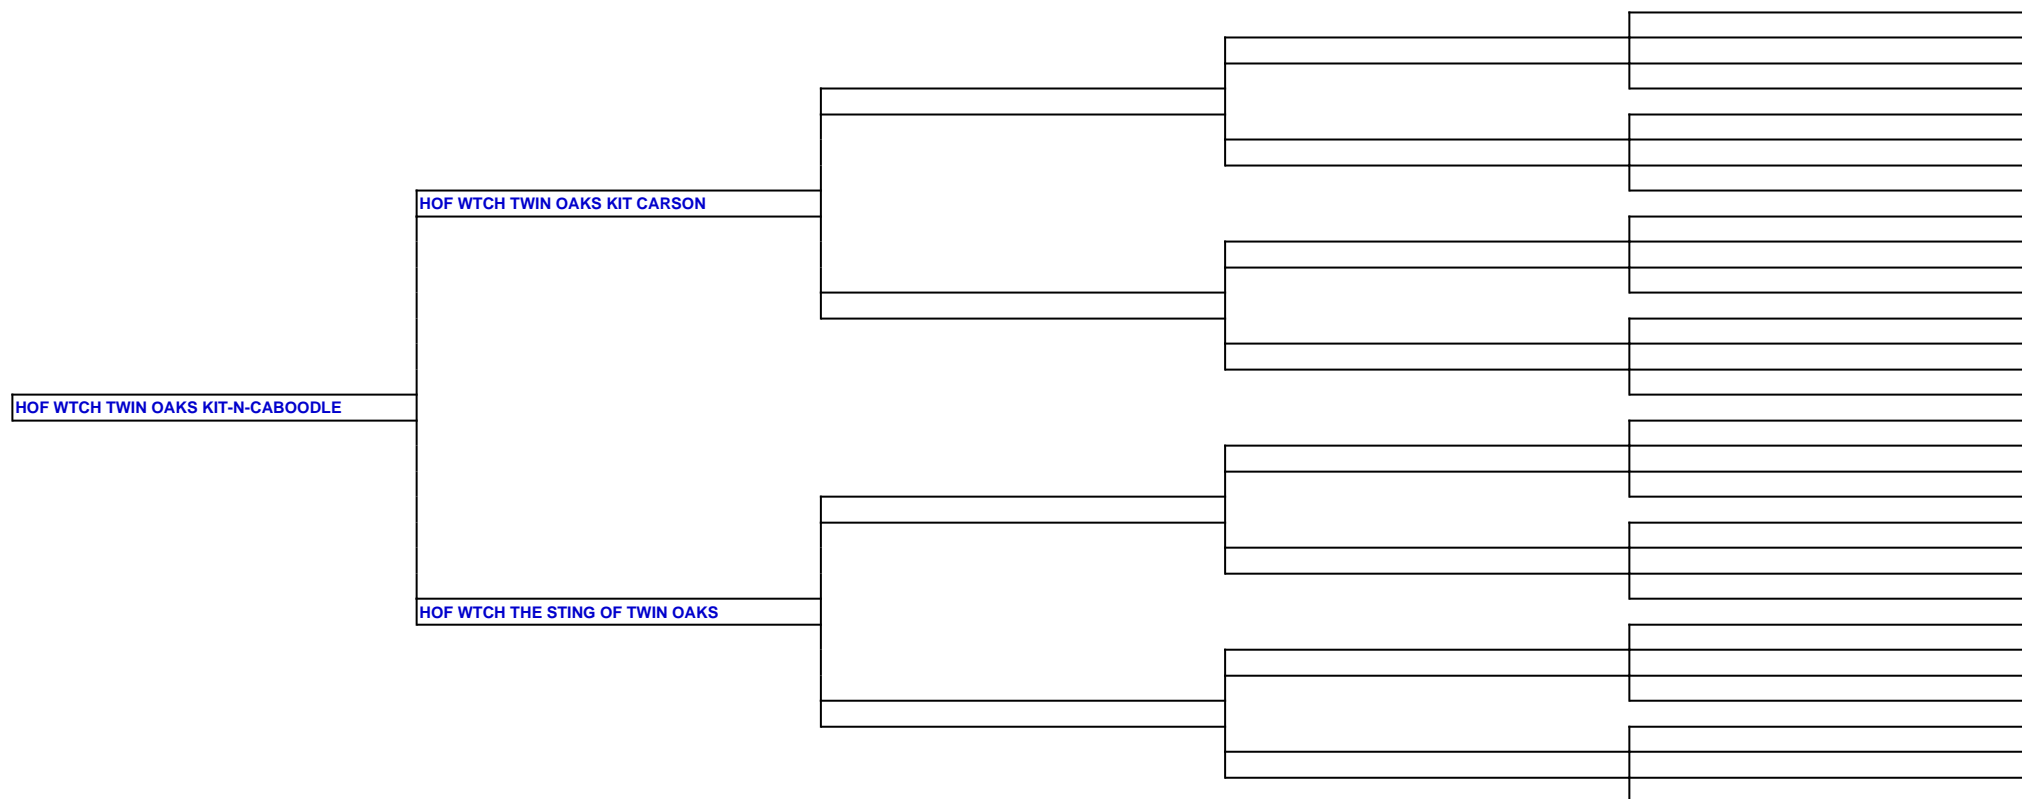 HOF WTCH TWIN OAKS KIT CARSON
HOF WTCH TWIN OAKS KIT-N-CABOODLE
HOF WTCH THE STING OF TWIN OAKS